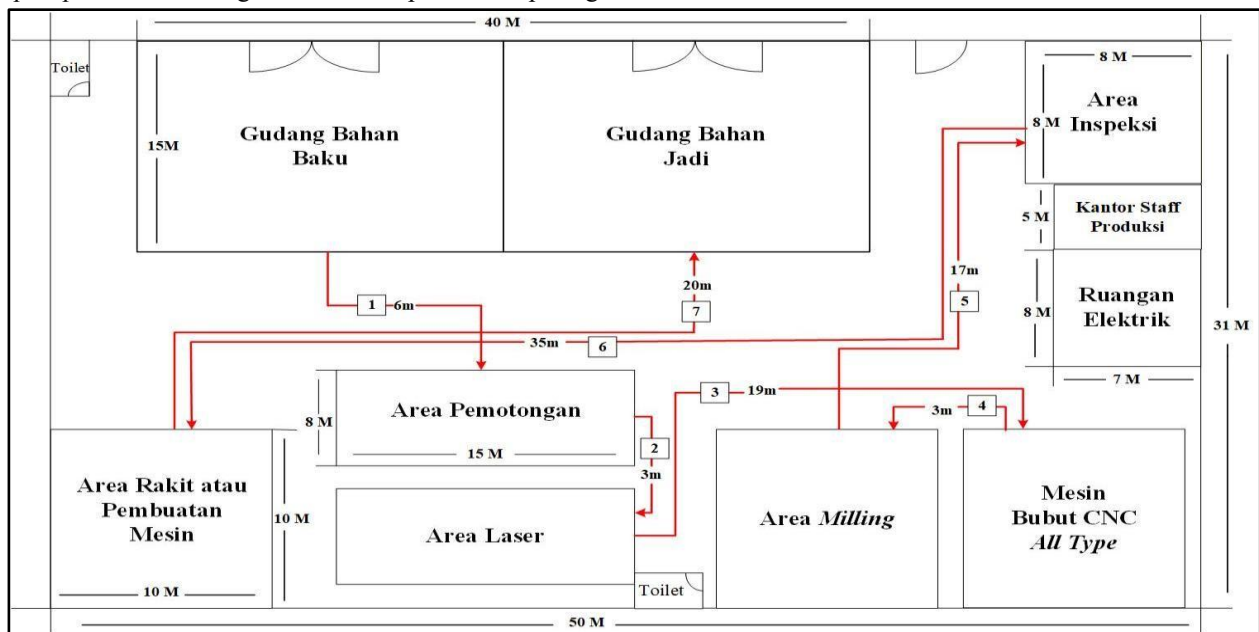 40 M
Toilet
15M
Gudang Bahan
Baku
Gudang Bahan
Jadi
8 M
8 M
Area
Inspeksi
5 M
Kantor Staff
Produksi
8 M
Ruangan
Elektrik
7 M
31 M
1
6m
20m
7
17m
5
35m
6
3
19m
3m
4
8 M
Area Pemotongan
15 M
2
3m
Area Rakit atau
Pembuatan
Mesin
10 M
10 M
Area Laser
Toilet
Area Milling
Mesin
Bubut CNC
All Type
50 M